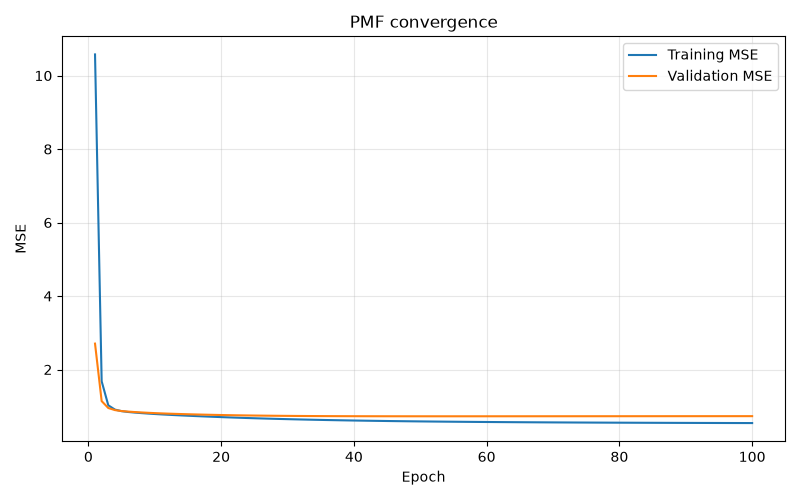 PMF convergence
Training MSE
Validation MSE
10
8
6
4
2
MSE
0 20 40 60 80 100
Epoch